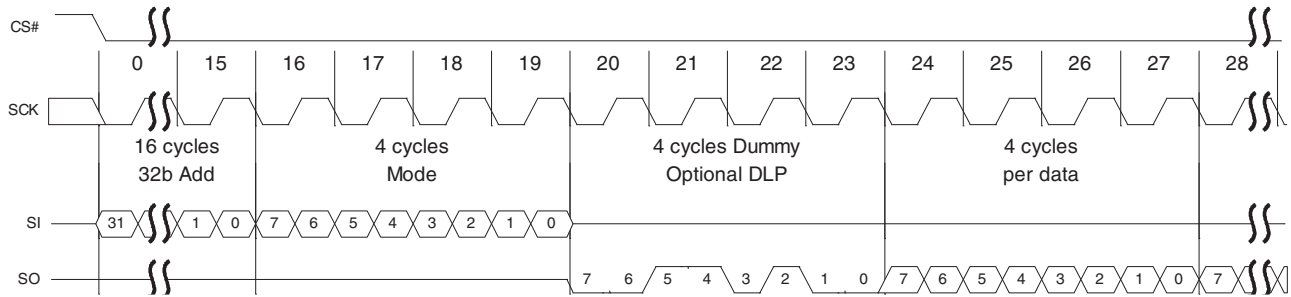 CS#
0 15 16 17 18 19 20 21 22 23 24 25 26 27 28
SCK
16 cycles 4 cycles 4 cycles Dummy 4 cycles
32b Add Mode Optional DLP per data
SI 31 1 0 7 6 5 4 3 2 1 0
SO 7 6 5 4 3 2 1 0 7 6 5 4 3 2 1 0 7